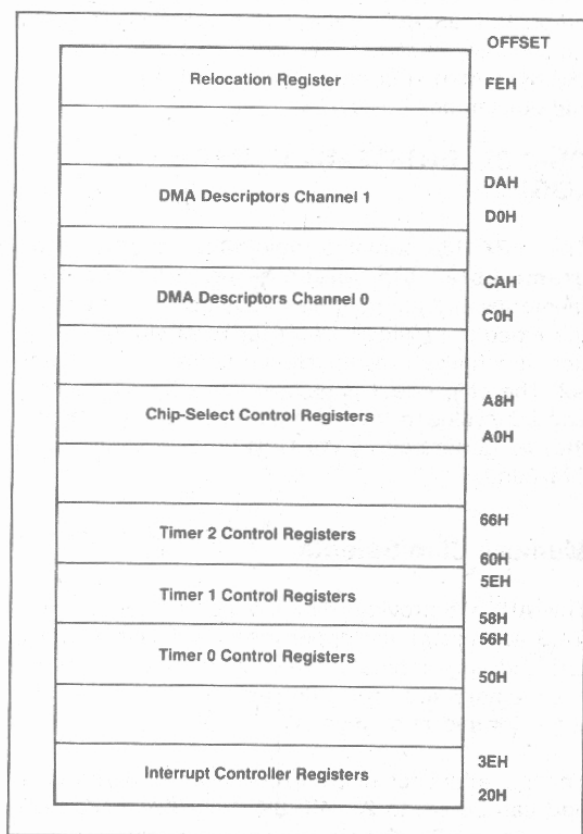 OFFSET
Relocation Register FEH
DAH
DMA Descriptors Channel 1
D0H
CAH
DMA Descriptors Channel 0
C0H
A8H
Chip-Select Control Registers
A0H
66H
Timer 2 Control Registers
60H
5EH
Timer 1 Control Registers
58H
56H
Timer 0 Control Registers
50H
3EH
Interrupt Controller Registers
20H